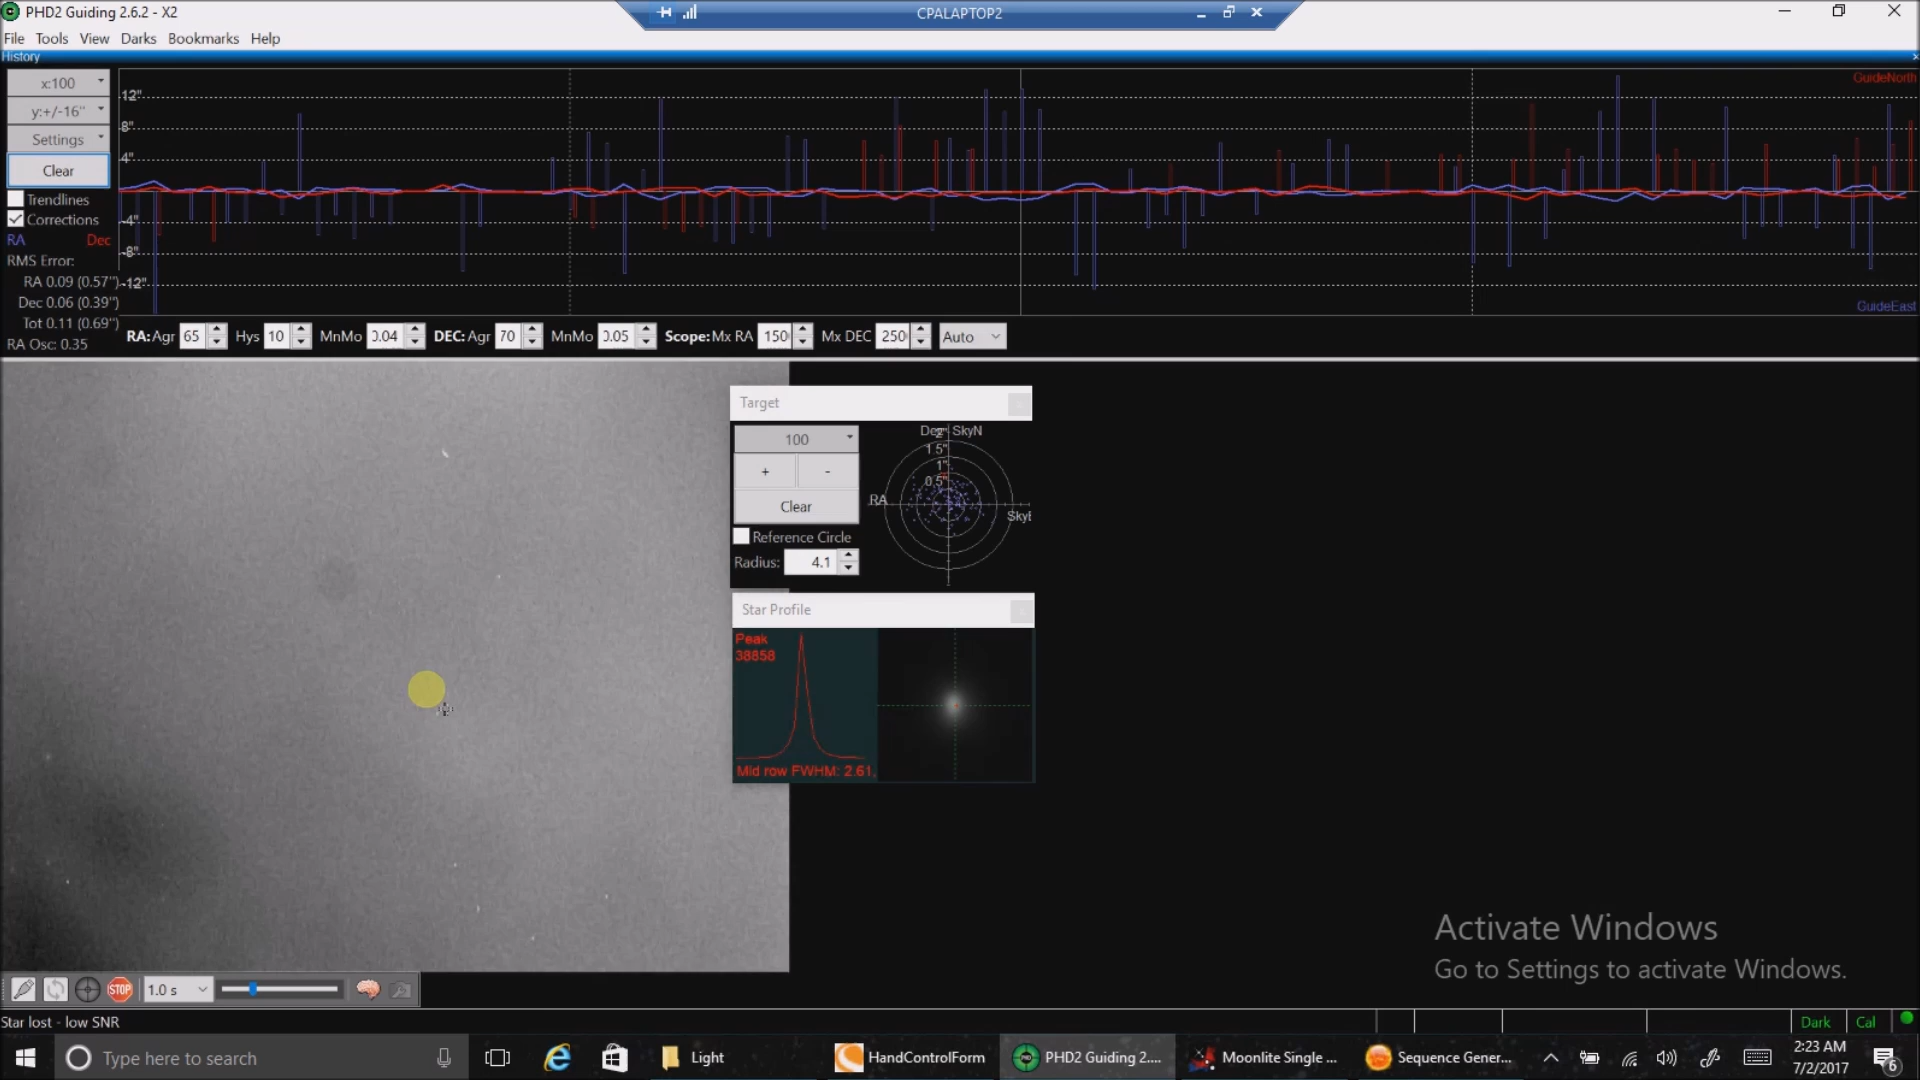 PHD2 Guiding 2.6.2 - X2
CPALAPTOP2
File Tools View Darks Bookmarks Help
History
x:100
y:+/-16"
Settings
Clear
Trendlines
Corrections
RA Dec
RMS Error:
RA 0.09 (0.57")
Dec 0.06 (0.39")
Tot 0.11 (0.69")
RA Osc: 0.35
12"
8"
4"
-4"
-8"
-12"
GuideNorth
GuideEast
RA: Agr 65 Hys 10 MnMo 0.04 DEC: Agr 70 MnMo 0.05 Scope: Mx RA 150 Mx DEC 250 Auto
Target
100
+ -
Clear
Reference Circle
Radius: 4.1
SkyN
2"
1.5"
1"
0.5"
RA
Star Profile
Peak
38858
Mid row FWHM: 2.61,
Activate Windows
Go to Settings to activate Windows.
STOP 1.0 s
Star lost - low SNR
Dark Cal
Type here to search
Light
HandControlForm
PHD2 Guiding 2....
Moonlite Single ...
Sequence Gener...
2:23 AM
7/2/2017
6